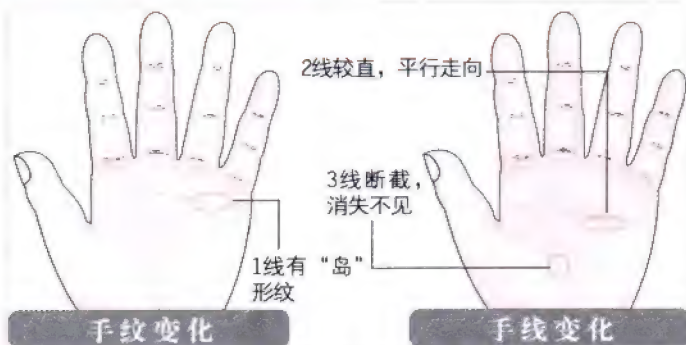 2线较直，平行走向
3线断截，
消失不见
1线有“岛”
形纹
手纹变化
手线变化